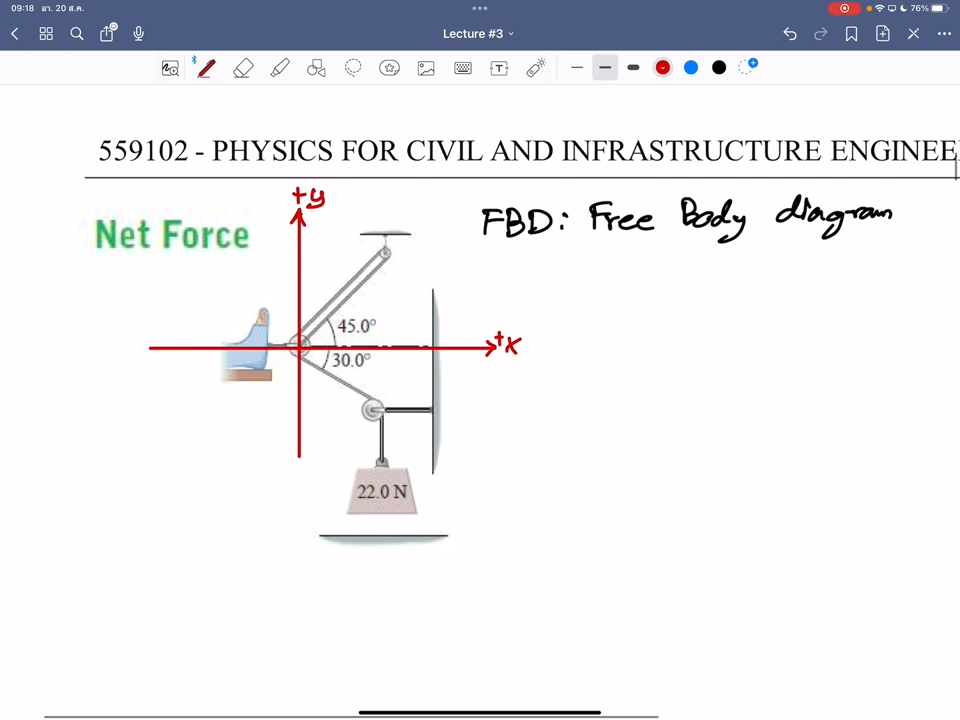 09:18 อา. 20 ส.ค.
76%
Lecture #3
559102 - PHYSICS FOR CIVIL AND INFRASTRUCTURE ENGINEE
+y
Net Force
FBD: Free Body diagram
45.0°
+x
30.0°
22.0 N